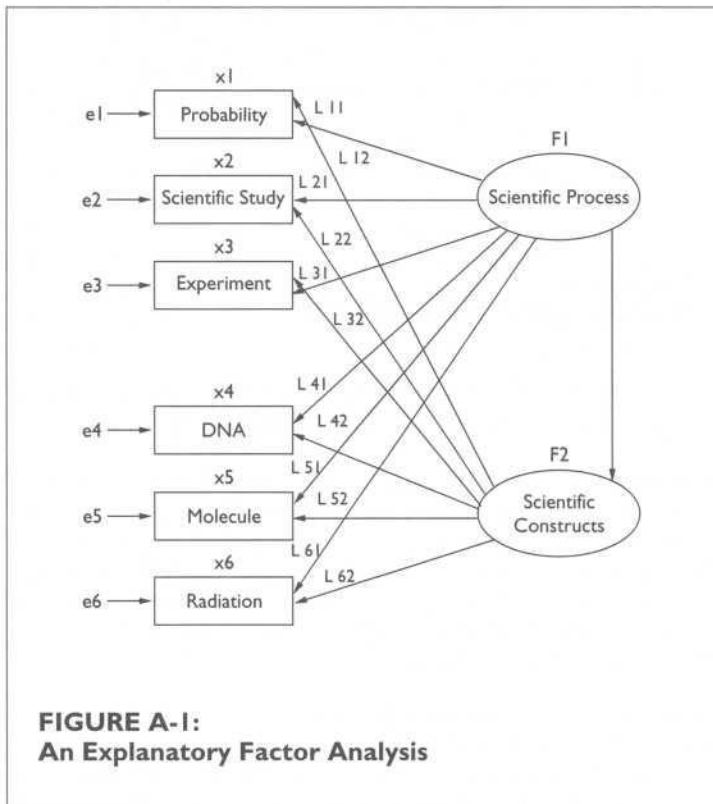 x1
e1
Probability
L 11
L 12
F1
x2
e2
Scientific Study
L 21
Scientific Process
L 22
x3
e3
Experiment
L 31
L 32
x4
e4
DNA
L 41
L 42
F2
x5
e5
Molecule
L 51
L 52
Scientific
Constructs
x6
e6
Radiation
L 61
L 62
FIGURE A-1:
An Explanatory Factor Analysis